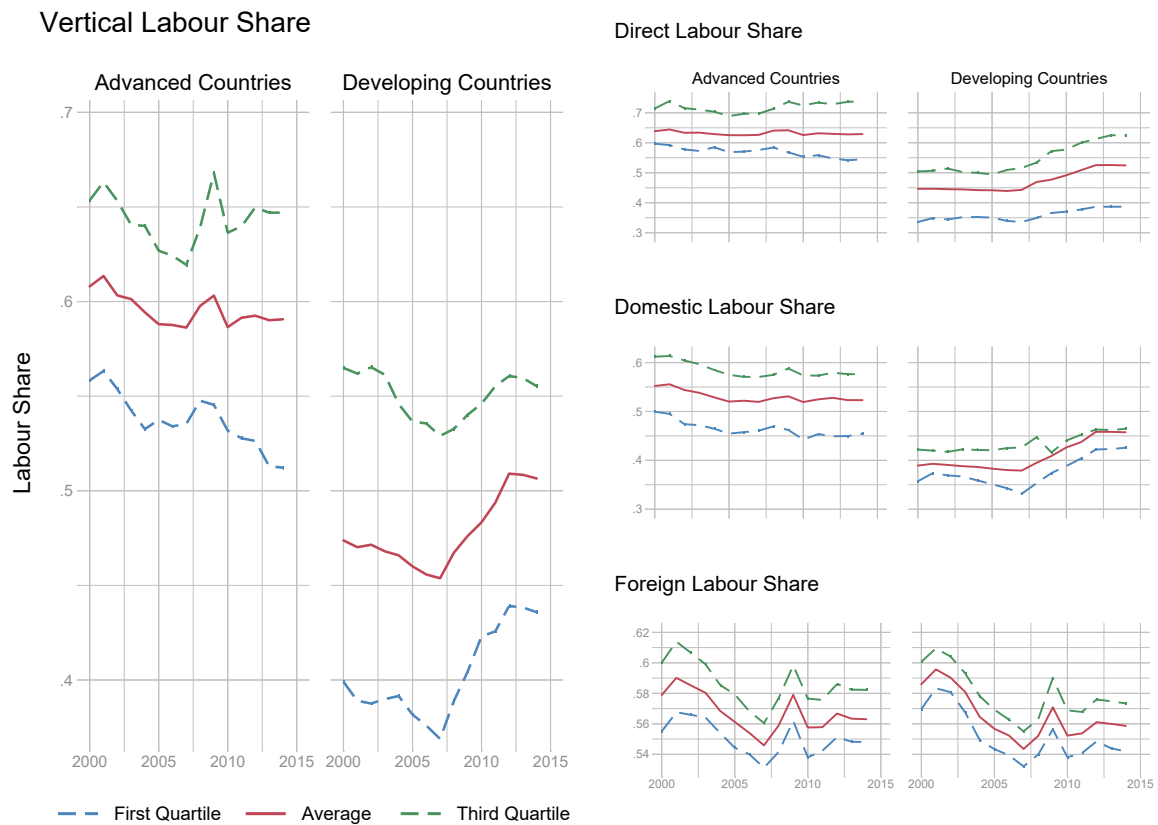 Vertical Labour Share
Advanced Countries
Developing Countries
Labour Share
.7
.6
.5
.4
2000
2005
2010
2015
2000
2005
2010
2015
First Quartile
Average
Third Quartile
Direct Labour Share
Advanced Countries
Developing Countries
.7
.6
.5
.4
.3
Domestic Labour Share
.6
.5
.4
.3
Foreign Labour Share
.62
.6
.58
.56
.54
2000
2005
2010
2015
2000
2005
2010
2015